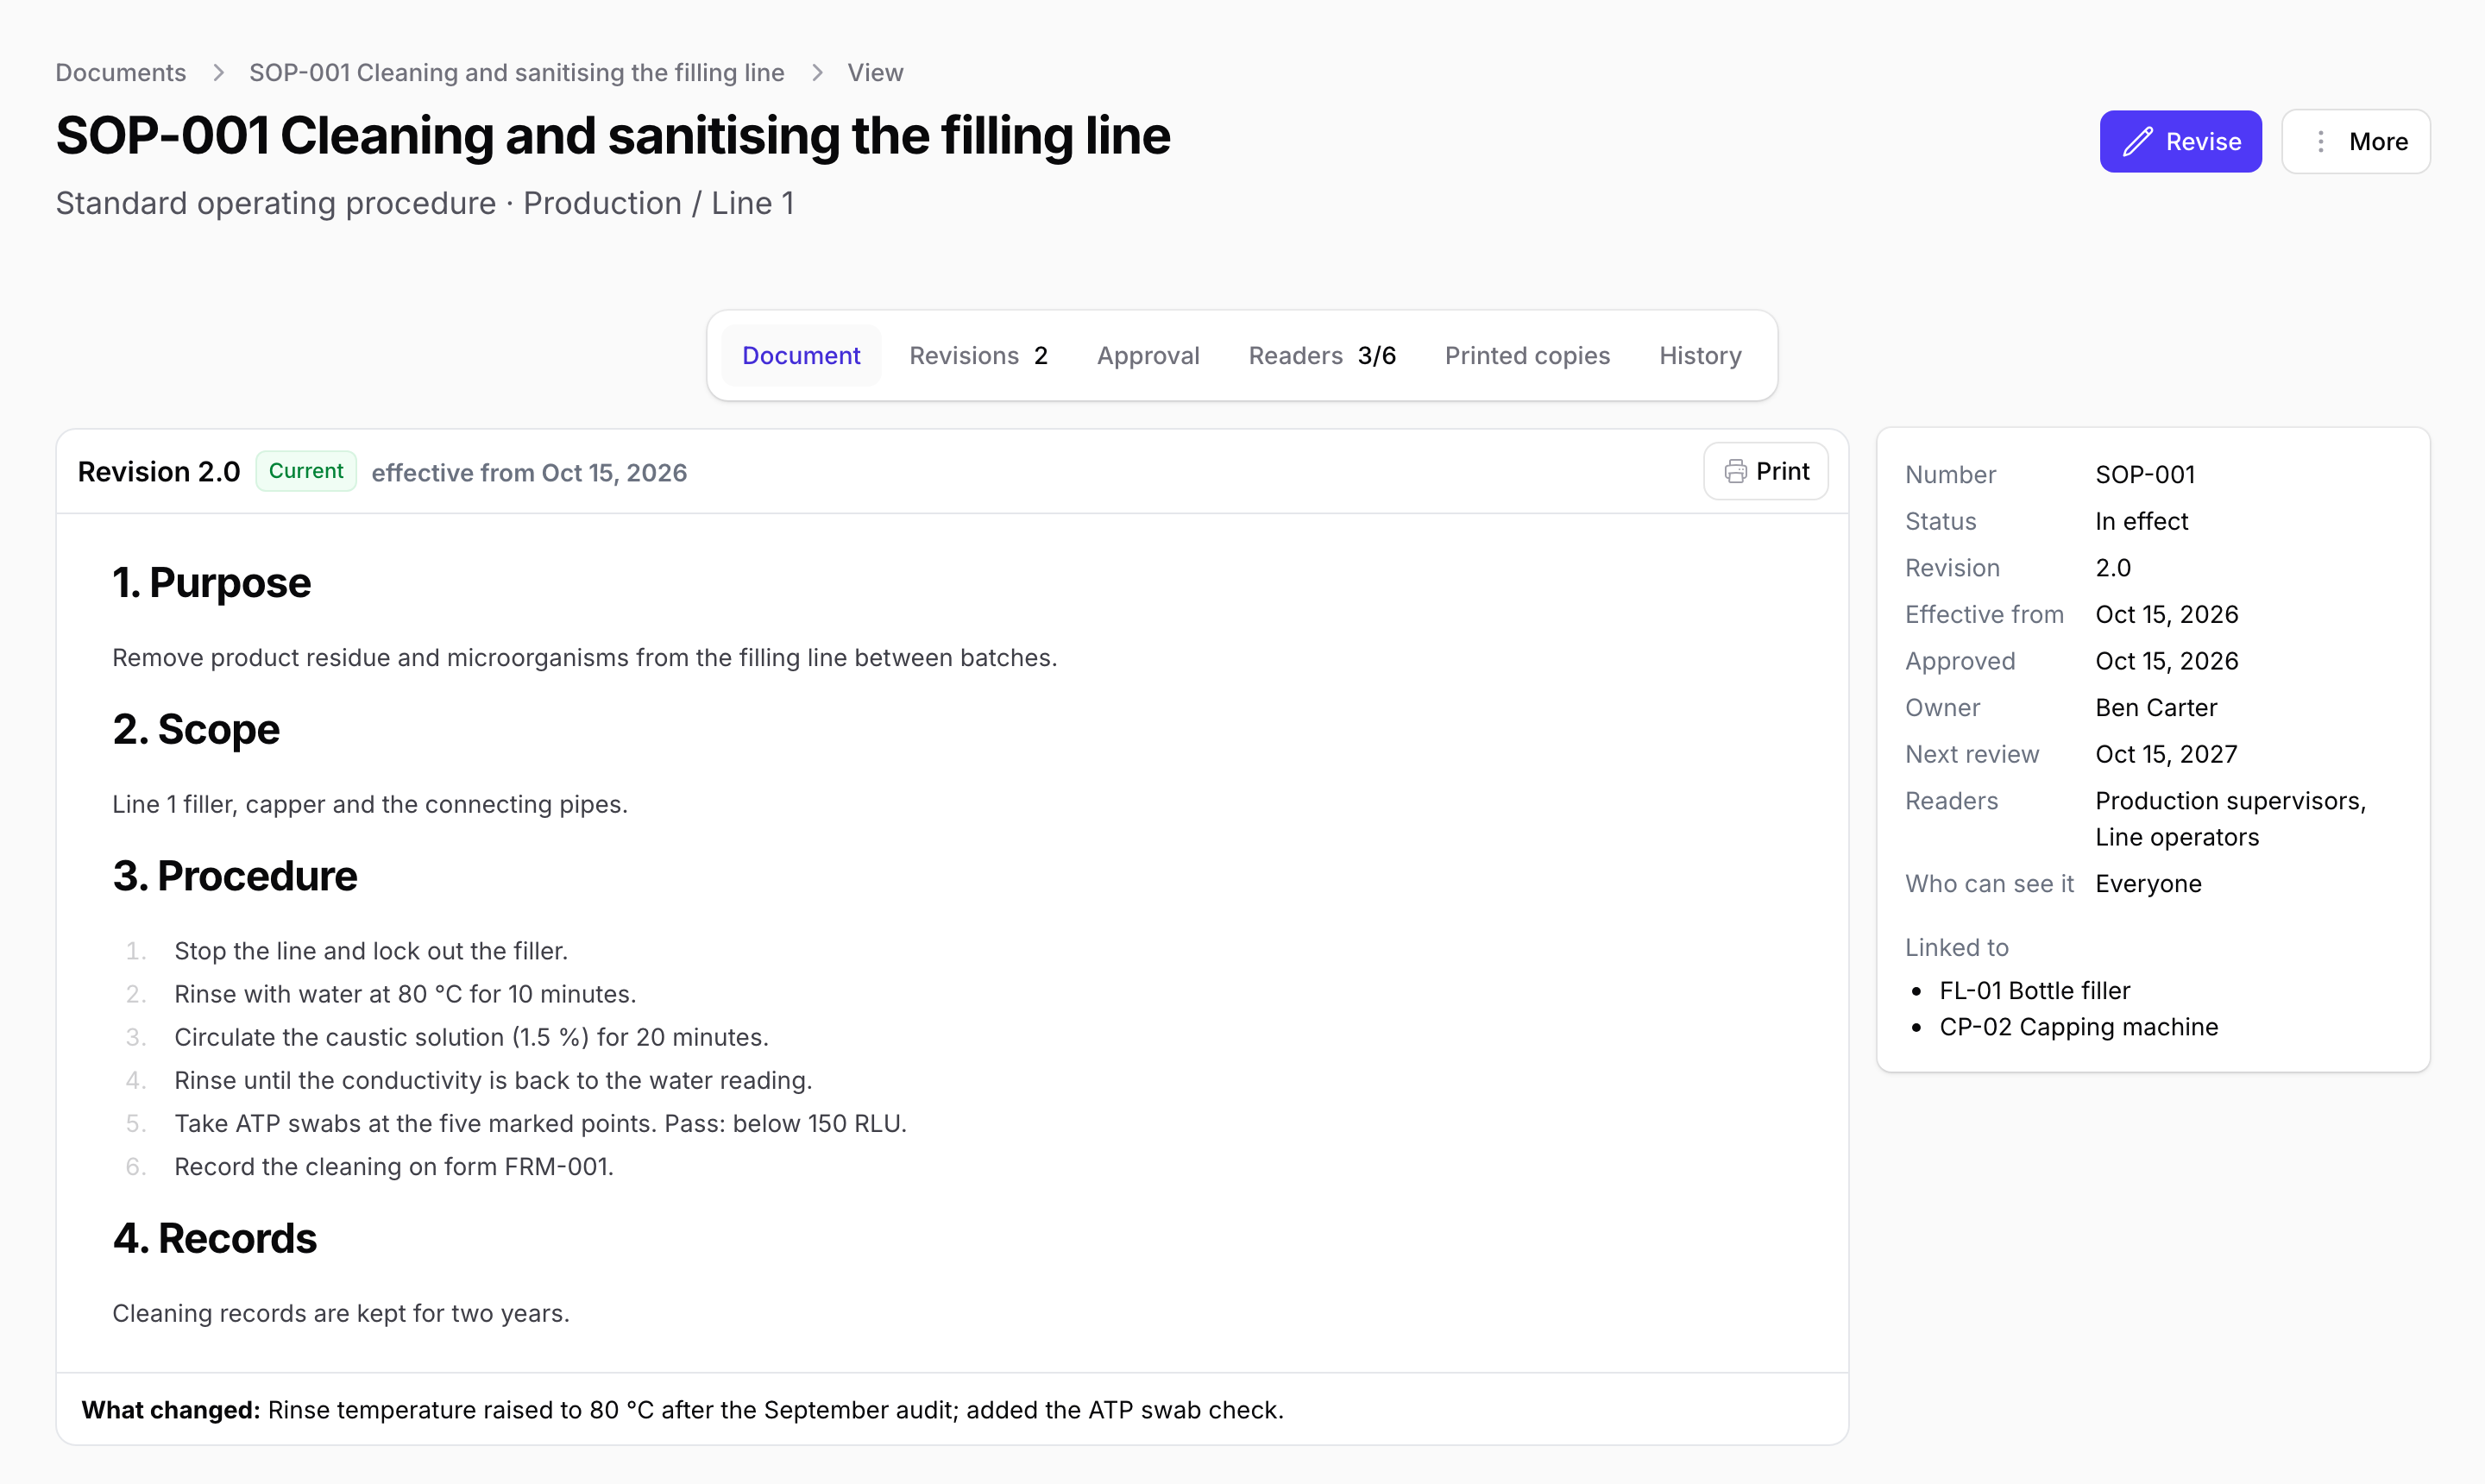 Documents > SOP-001 Cleaning and sanitising the filling line > View
SOP-001 Cleaning and sanitising the filling line
Revise
More
Standard operating procedure · Production / Line 1
Document
Revisions 2
Approval
Readers 3/6
Printed copies
History
Revision 2.0 Current effective from Oct 15, 2026
Print
1. Purpose
Remove product residue and microorganisms from the filling line between batches.
2. Scope
Line 1 filler, capper and the connecting pipes.
3. Procedure
1. Stop the line and lock out the filler.
2. Rinse with water at 80 °C for 10 minutes.
3. Circulate the caustic solution (1.5 %) for 20 minutes.
4. Rinse until the conductivity is back to the water reading.
5. Take ATP swabs at the five marked points. Pass: below 150 RLU.
6. Record the cleaning on form FRM-001.
4. Records
Cleaning records are kept for two years.
What changed: Rinse temperature raised to 80 °C after the September audit; added the ATP swab check.
Number SOP-001
Status In effect
Revision 2.0
Effective from Oct 15, 2026
Approved Oct 15, 2026
Owner Ben Carter
Next review Oct 15, 2027
Readers Production supervisors,
Line operators
Who can see it Everyone
Linked to
• FL-01 Bottle filler
• CP-02 Capping machine